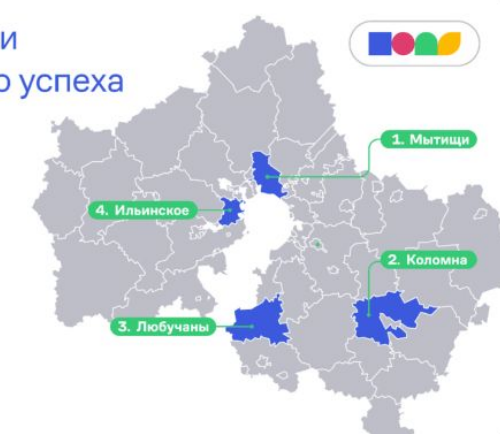 и
о успеха
1. Мытищи
4. Ильинское
2. Коломна
3. Любучаны